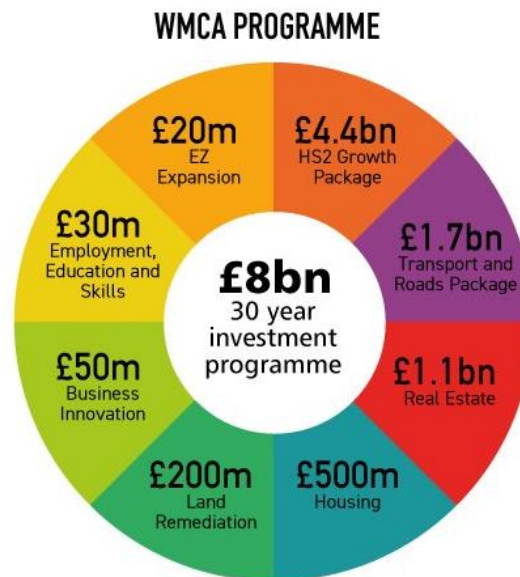 WMCA PROGRAMME
£20m
EZ
Expansion
£4.4bn
HS2 Growth
Package
£30m
Employment,
Education and
Skills
£1.7bn
Transport and
Roads Package
£8bn
30 year
investment
programme
£50m
Business
Innovation
£1.1bn
Real Estate
£200m
Land
Remediation
£500m
Housing